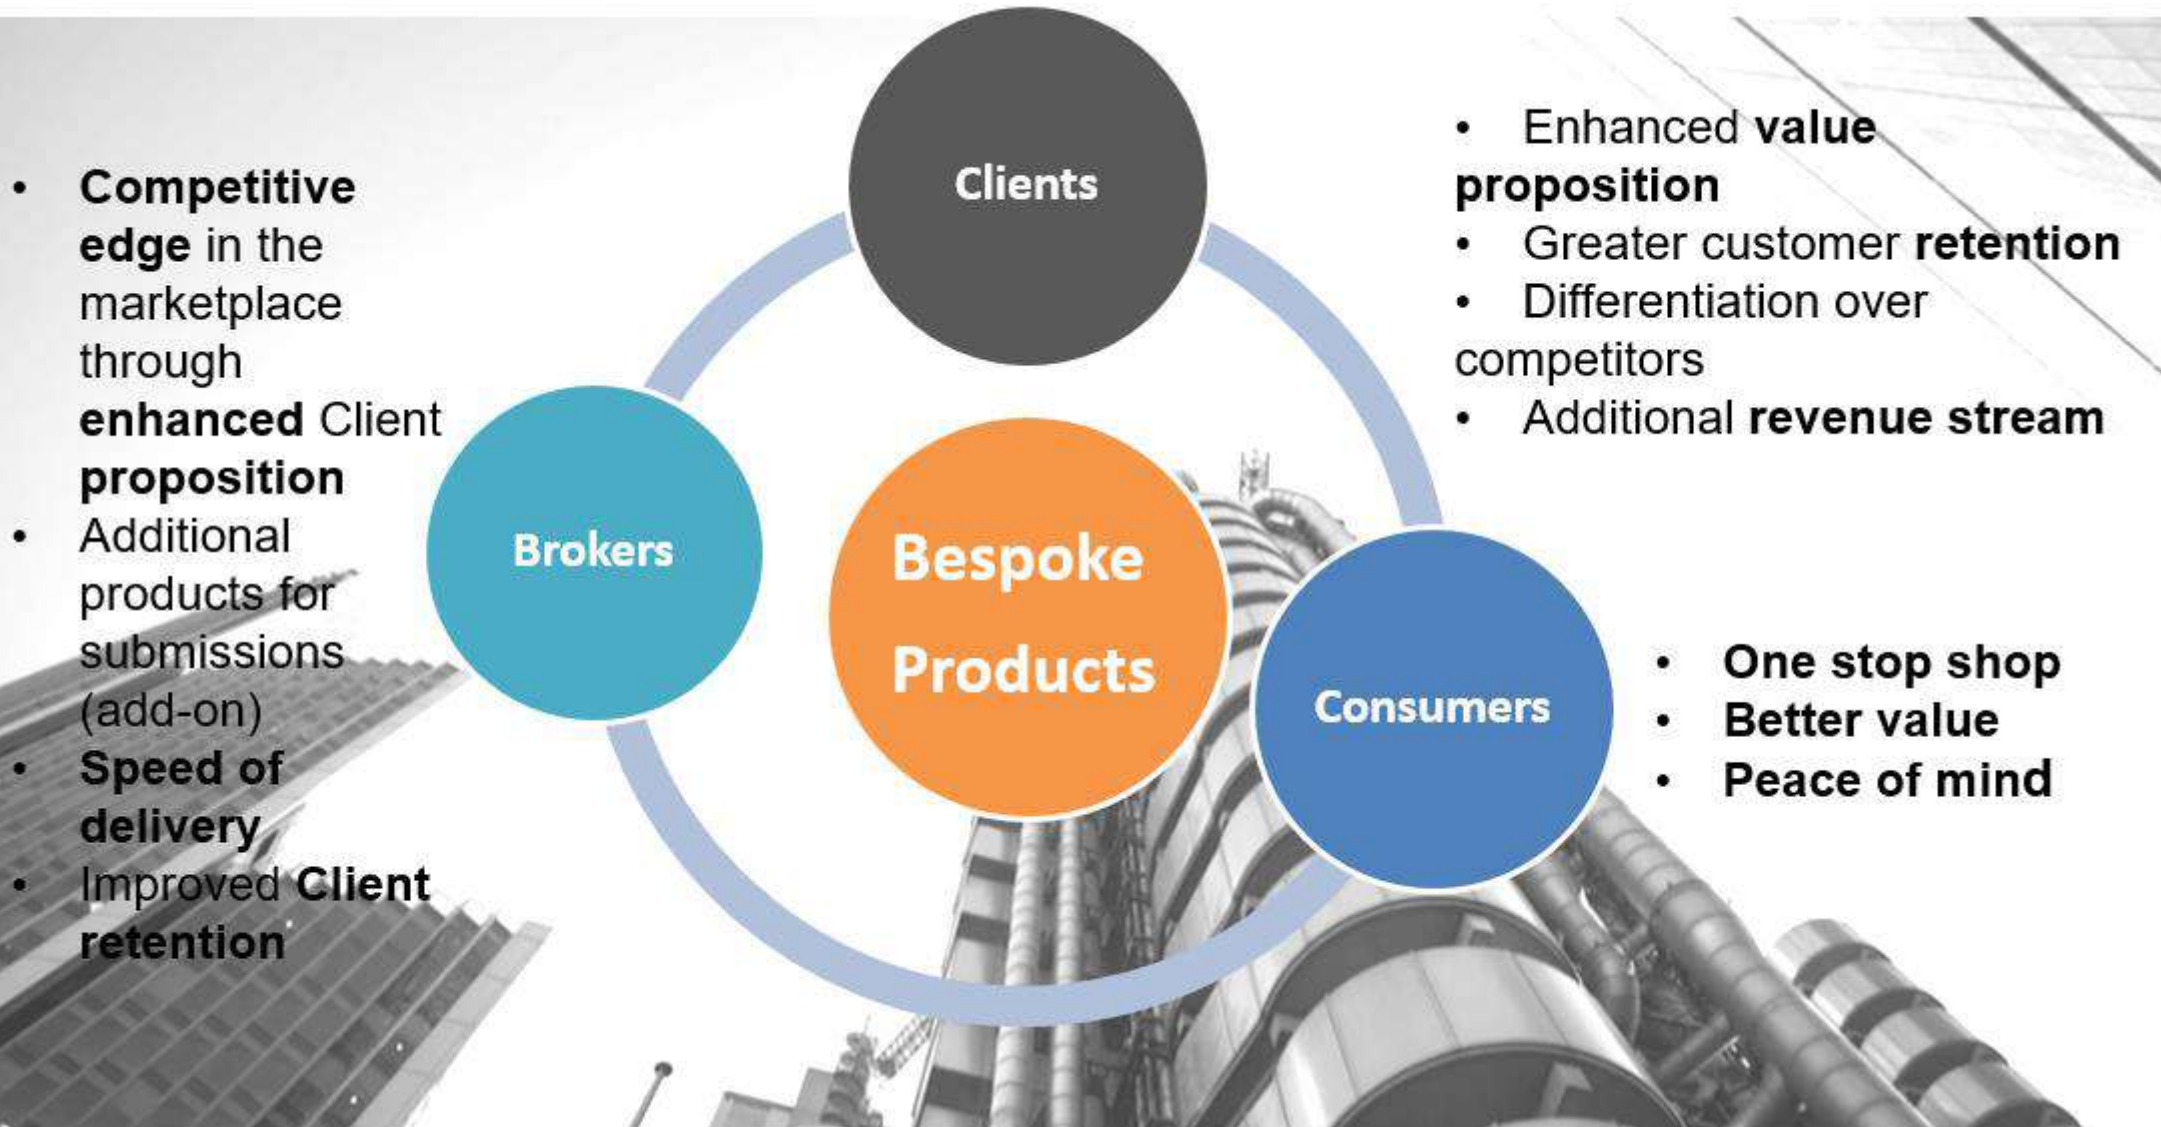 Clients
• Enhanced value
proposition
• Greater customer retention
• Differentiation over
competitors
• Additional revenue stream
• Competitive
edge in the
marketplace
through
enhanced Client
proposition
• Additional
products for
submissions
(add-on)
• Speed of
delivery
• Improved Client
retention
Brokers
Bespoke
Products
Consumers
• One stop shop
• Better value
• Peace of mind